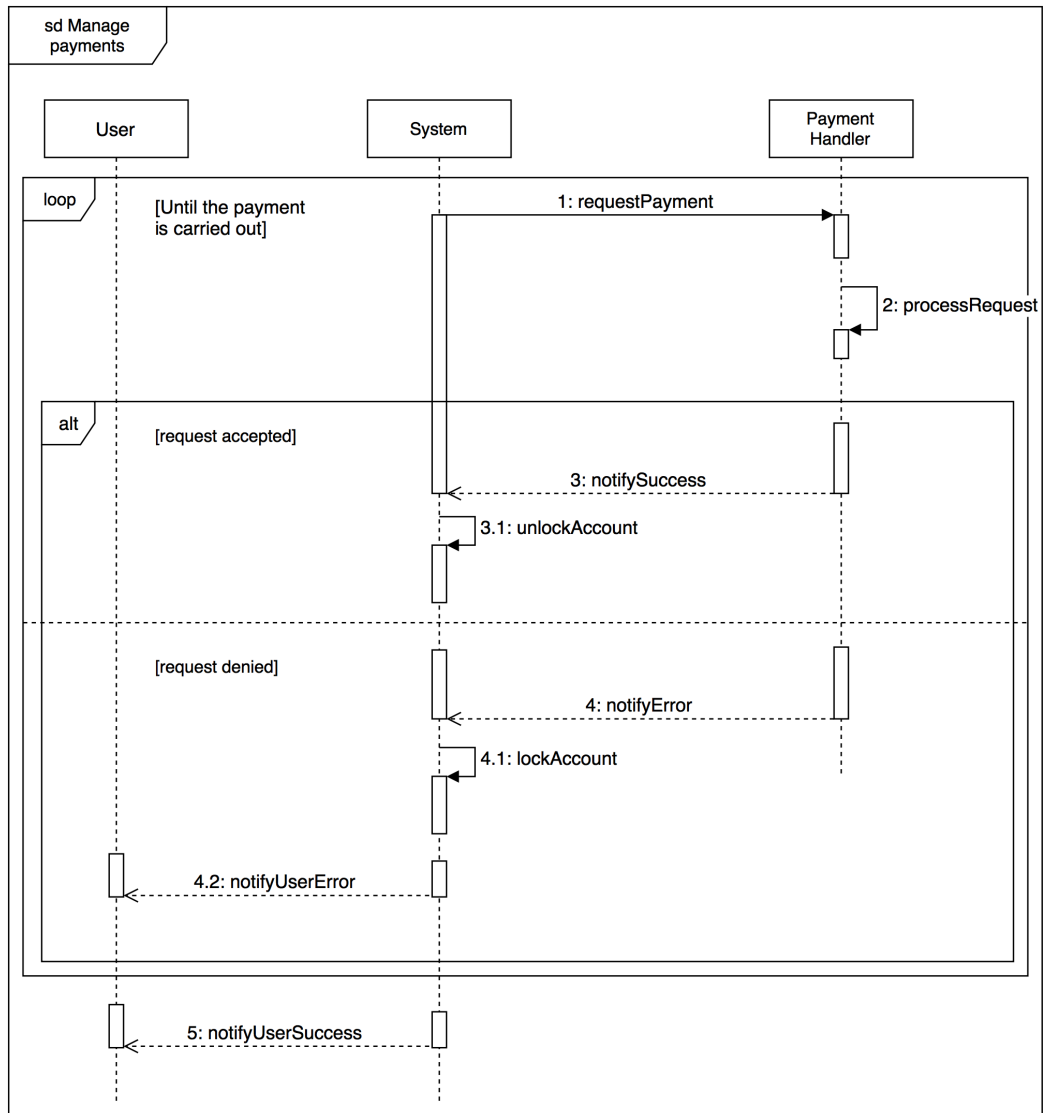 sd Manage
payments
User
System
Payment
Handler
loop
[Until the payment
is carried out]
1: requestPayment
2: processRequest
alt
[request accepted]
3: notifySuccess
3.1: unlockAccount
[request denied]
4: notifyError
4.1: lockAccount
4.2: notifyUserError
5: notifyUserSuccess